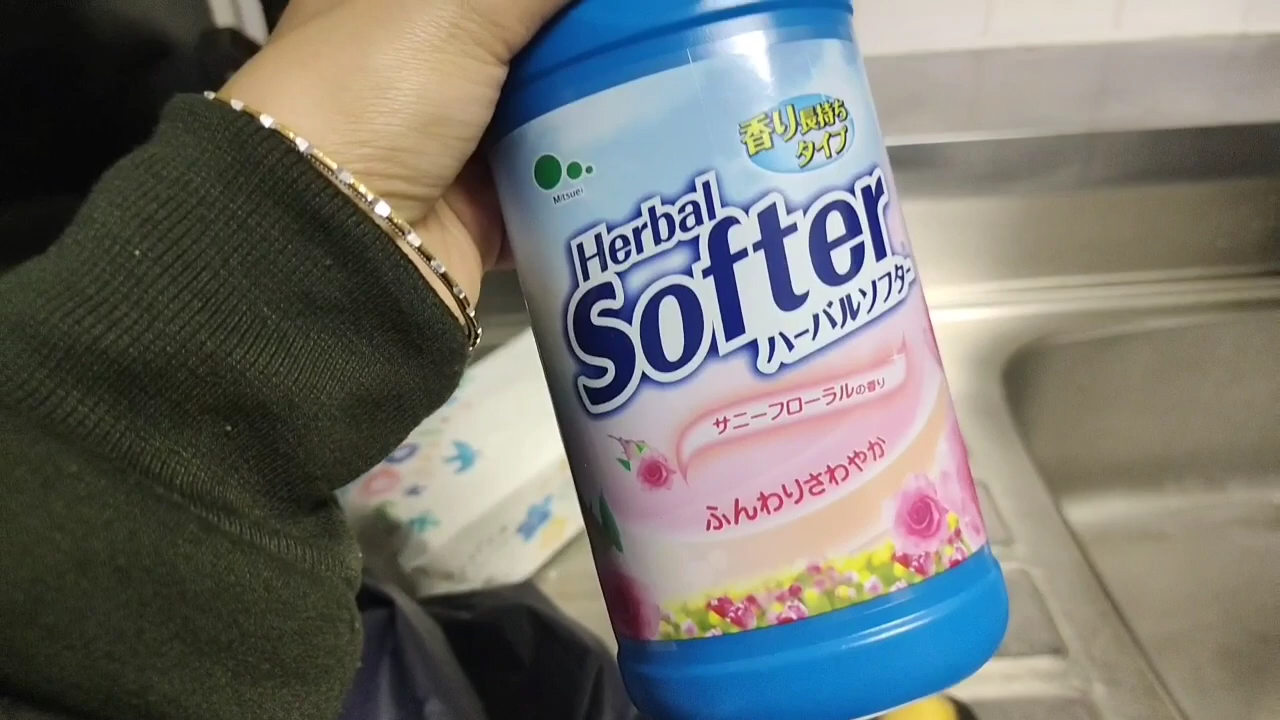 香り長持ち
タイプ
Mitsuei
Herbal
Softer
ハーバルソフター
サニーフローラルの香り
ふんわりさわやか